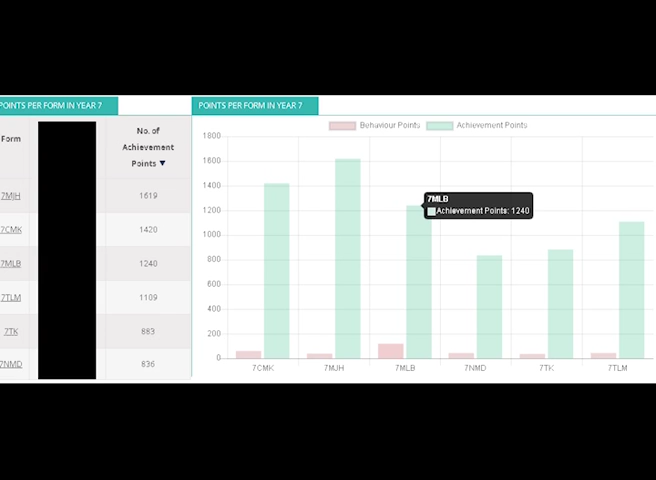 POINTS PER FORM IN YEAR 7
Form
No. of
Achievement
Points ▼
7MJH 1619
7CMK 1420
7MLB 1240
7TLM 1109
7TK 883
7NMD 836
POINTS PER FORM IN YEAR 7
Behaviour Points Achievement Points
1800
1600
1400
1200
1000
800
600
400
200
0
7MLB
Achievement Points: 1240
7CMK 7MJH 7MLB 7NMD 7TK 7TLM